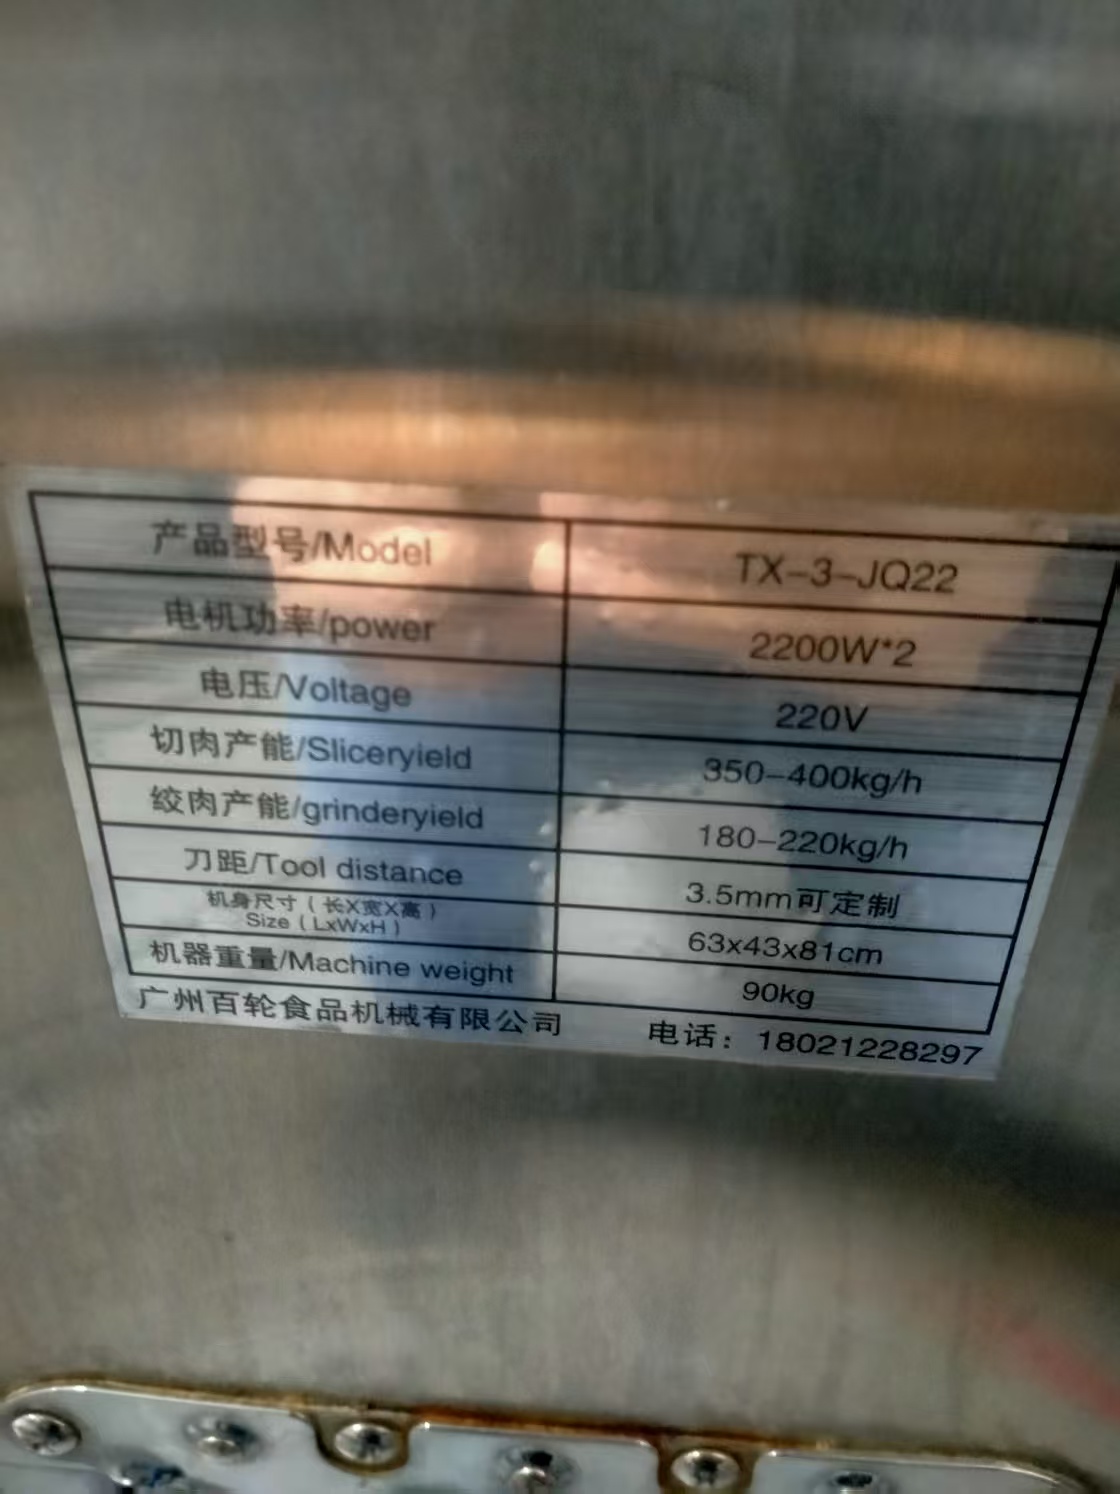 产品型号/Model TX-3-JQ22
电机功率/power 2200W*2
电压/Voltage 220V
切肉产能/Sliceryield 350-400kg/h
绞肉产能/grinderyield 180-220kg/h
刀距/Tool distance 3.5mm可定制
机身尺寸(长X宽X高)
Size(LxWxH) 63x43x81cm
机器重量/Machine weight 90kg
广州百轮食品机械有限公司 电话:18021228297